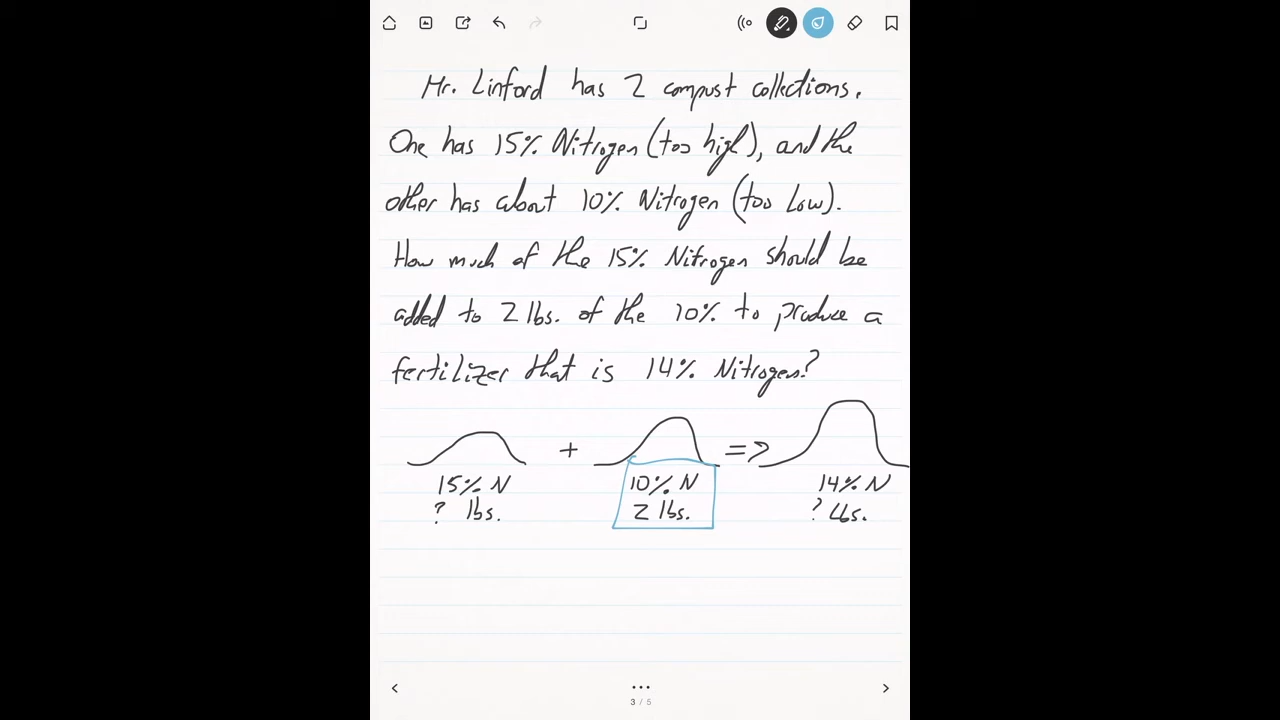 Mr. Linford has 2 compust collections.
One has 15% Nitrogen (too high), and the
other has about 10% Nitrogen (too Low).
How much of the 15% Nitrogen should be
added to 2 lbs. of the 10% to produce a
fertilizer that is 14% Nitrogen?
+ =>
15% N 10% N 14% N
? lbs. 2 lbs. ? Lbs.
3 / 5